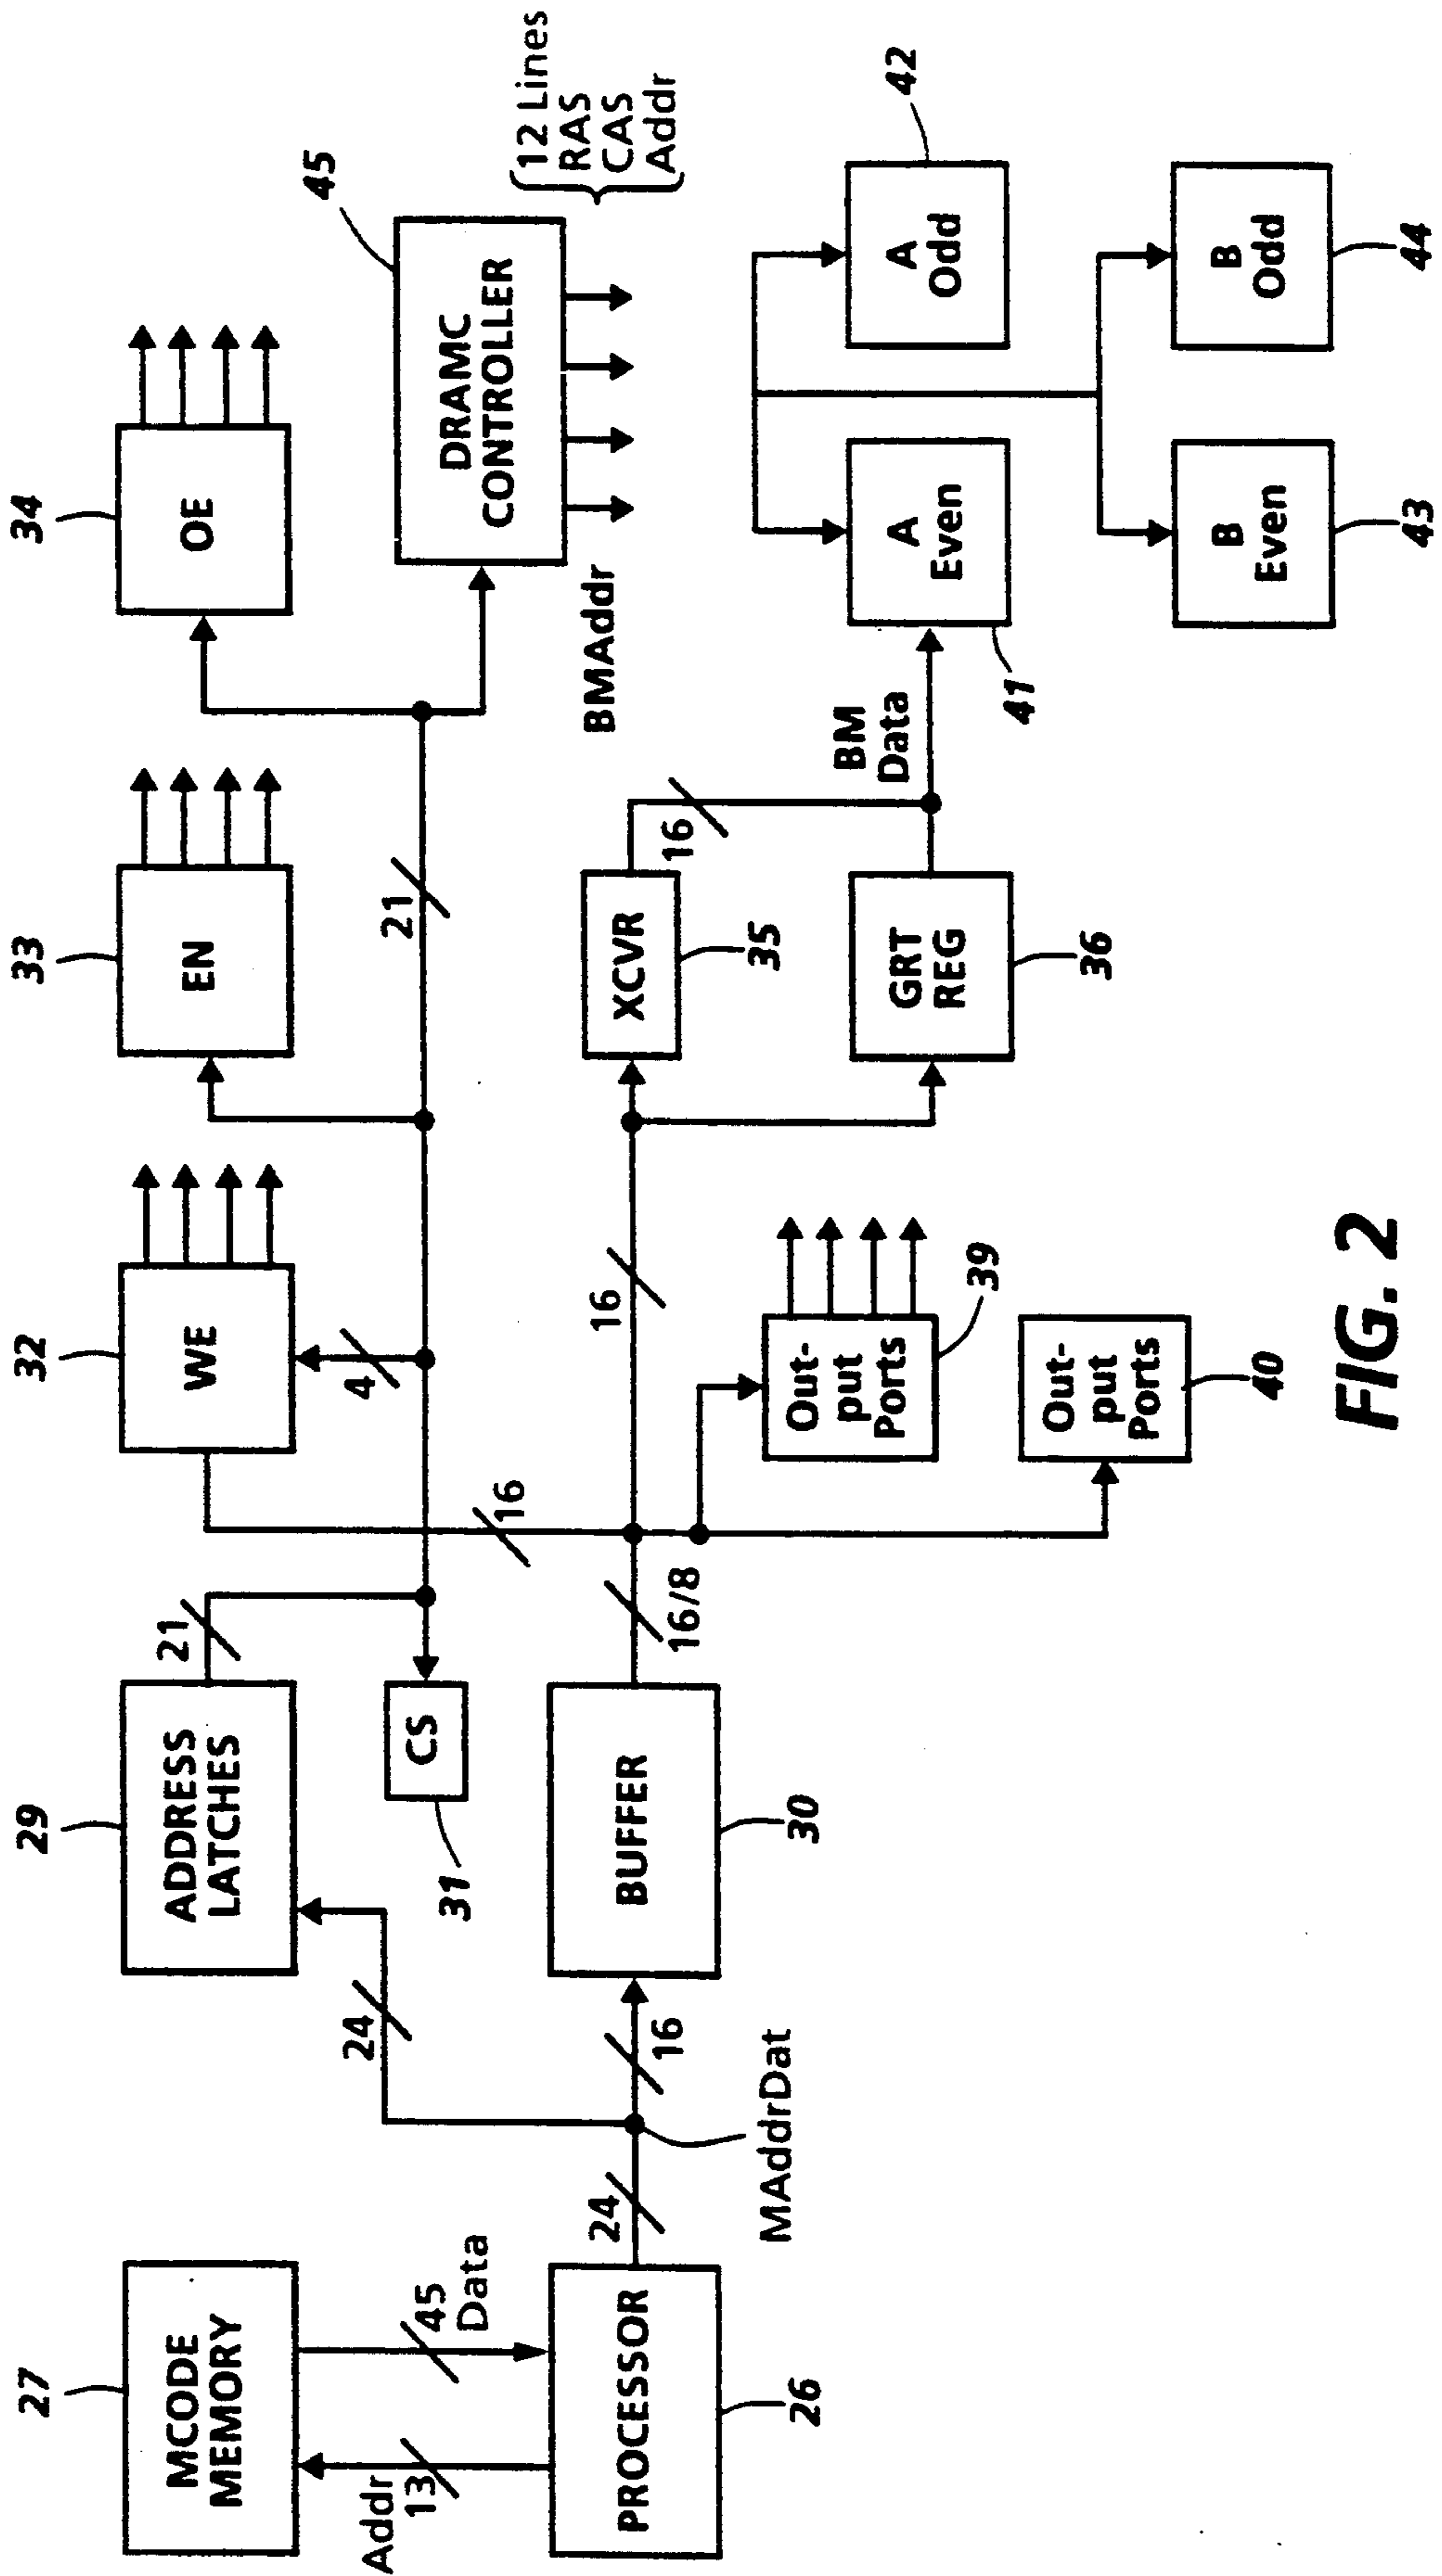 27
29
32
33
34
MCODE
MEMORY
ADDRESS
LATCHES
WE
EN
OE
45
21
24
4
21
Addr
13
45
Data
CS
31
16
DRAMC
CONTROLLER
12 Lines
RAS
CAS
Addr
BMAddr
PROCESSOR
26
24
MAddrDat
16
BUFFER
30
16/8
16
XCVR
35
16
Out-
put
Ports
39
GRT
REG
36
BM
Data
A
Even
41
A
Odd
42
Out-
put
Ports
40
B
Even
43
B
Odd
44
FIG. 2